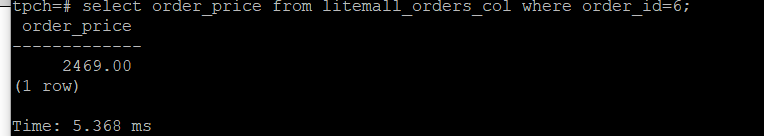 tpch=# select order_price from litemall_orders_col where order_id=6;
 order_price
-------------
     2469.00
(1 row)

Time: 5.368 ms